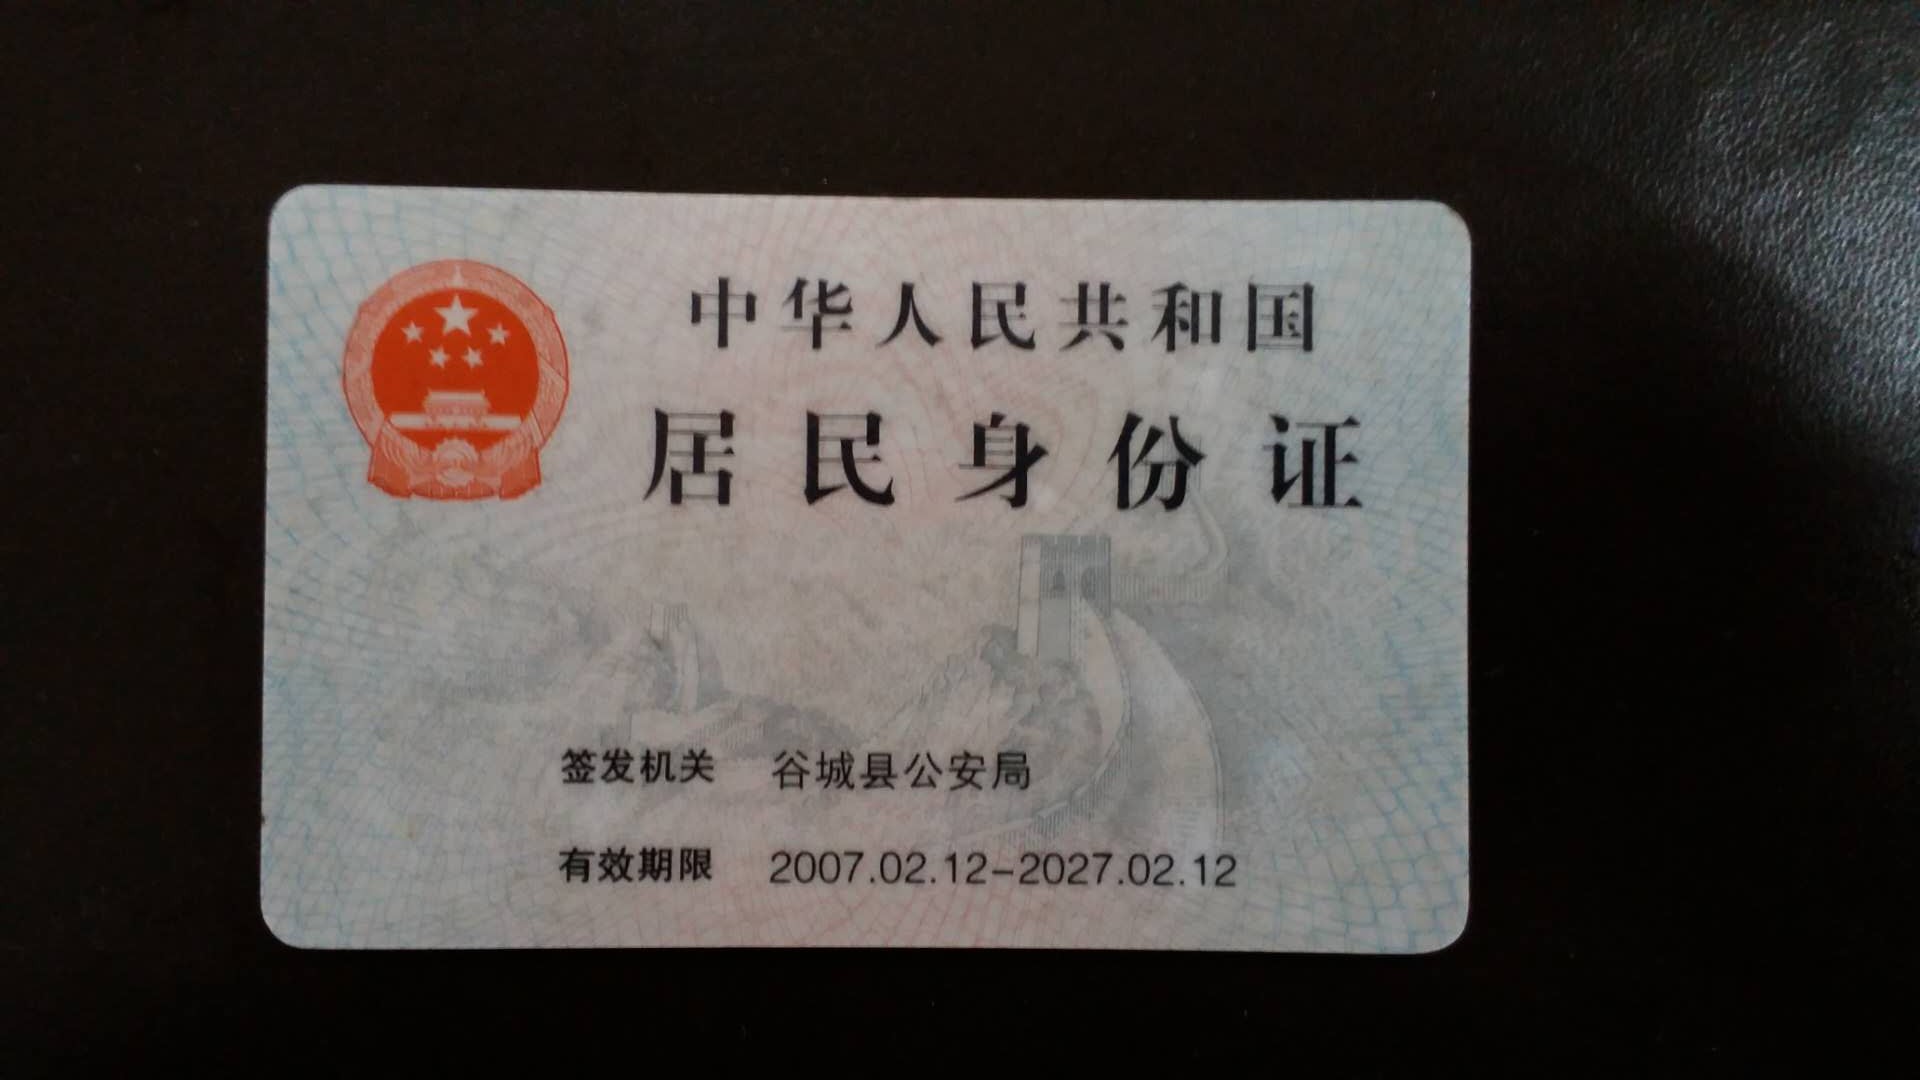 中华人民共和国
居民身份证
签发机关 谷城县公安局
有效期限 2007.02.12-2027.02.12